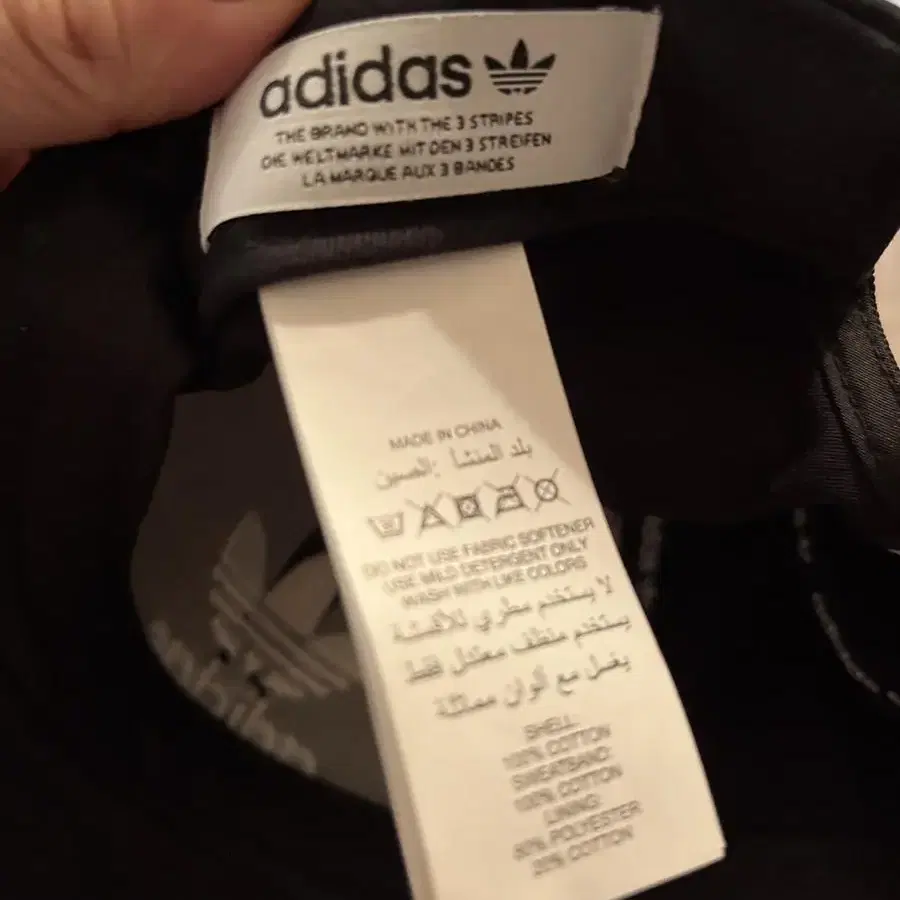 adidas
THE BRAND WITH THE 3 STRIPES
DIE WELTMARKE MIT DEN 3 STREIFEN
LA MARQUE AUX 3 BANDES
MADE IN CHINA
بلد المنشأ: الصين
DO NOT USE FABRIC SOFTENER
USE MILD DETERGENT ONLY
WASH WITH LIKE COLORS
لا يستخدم مطري للأقمشة
يستخدم منظف معتدل فقط
يغسل مع ألوان مماثلة
SHELL:
100% COTTON
SWEATBAND:
100% COTTON
LINING:
80% POLYESTER
20% COTTON
adidas